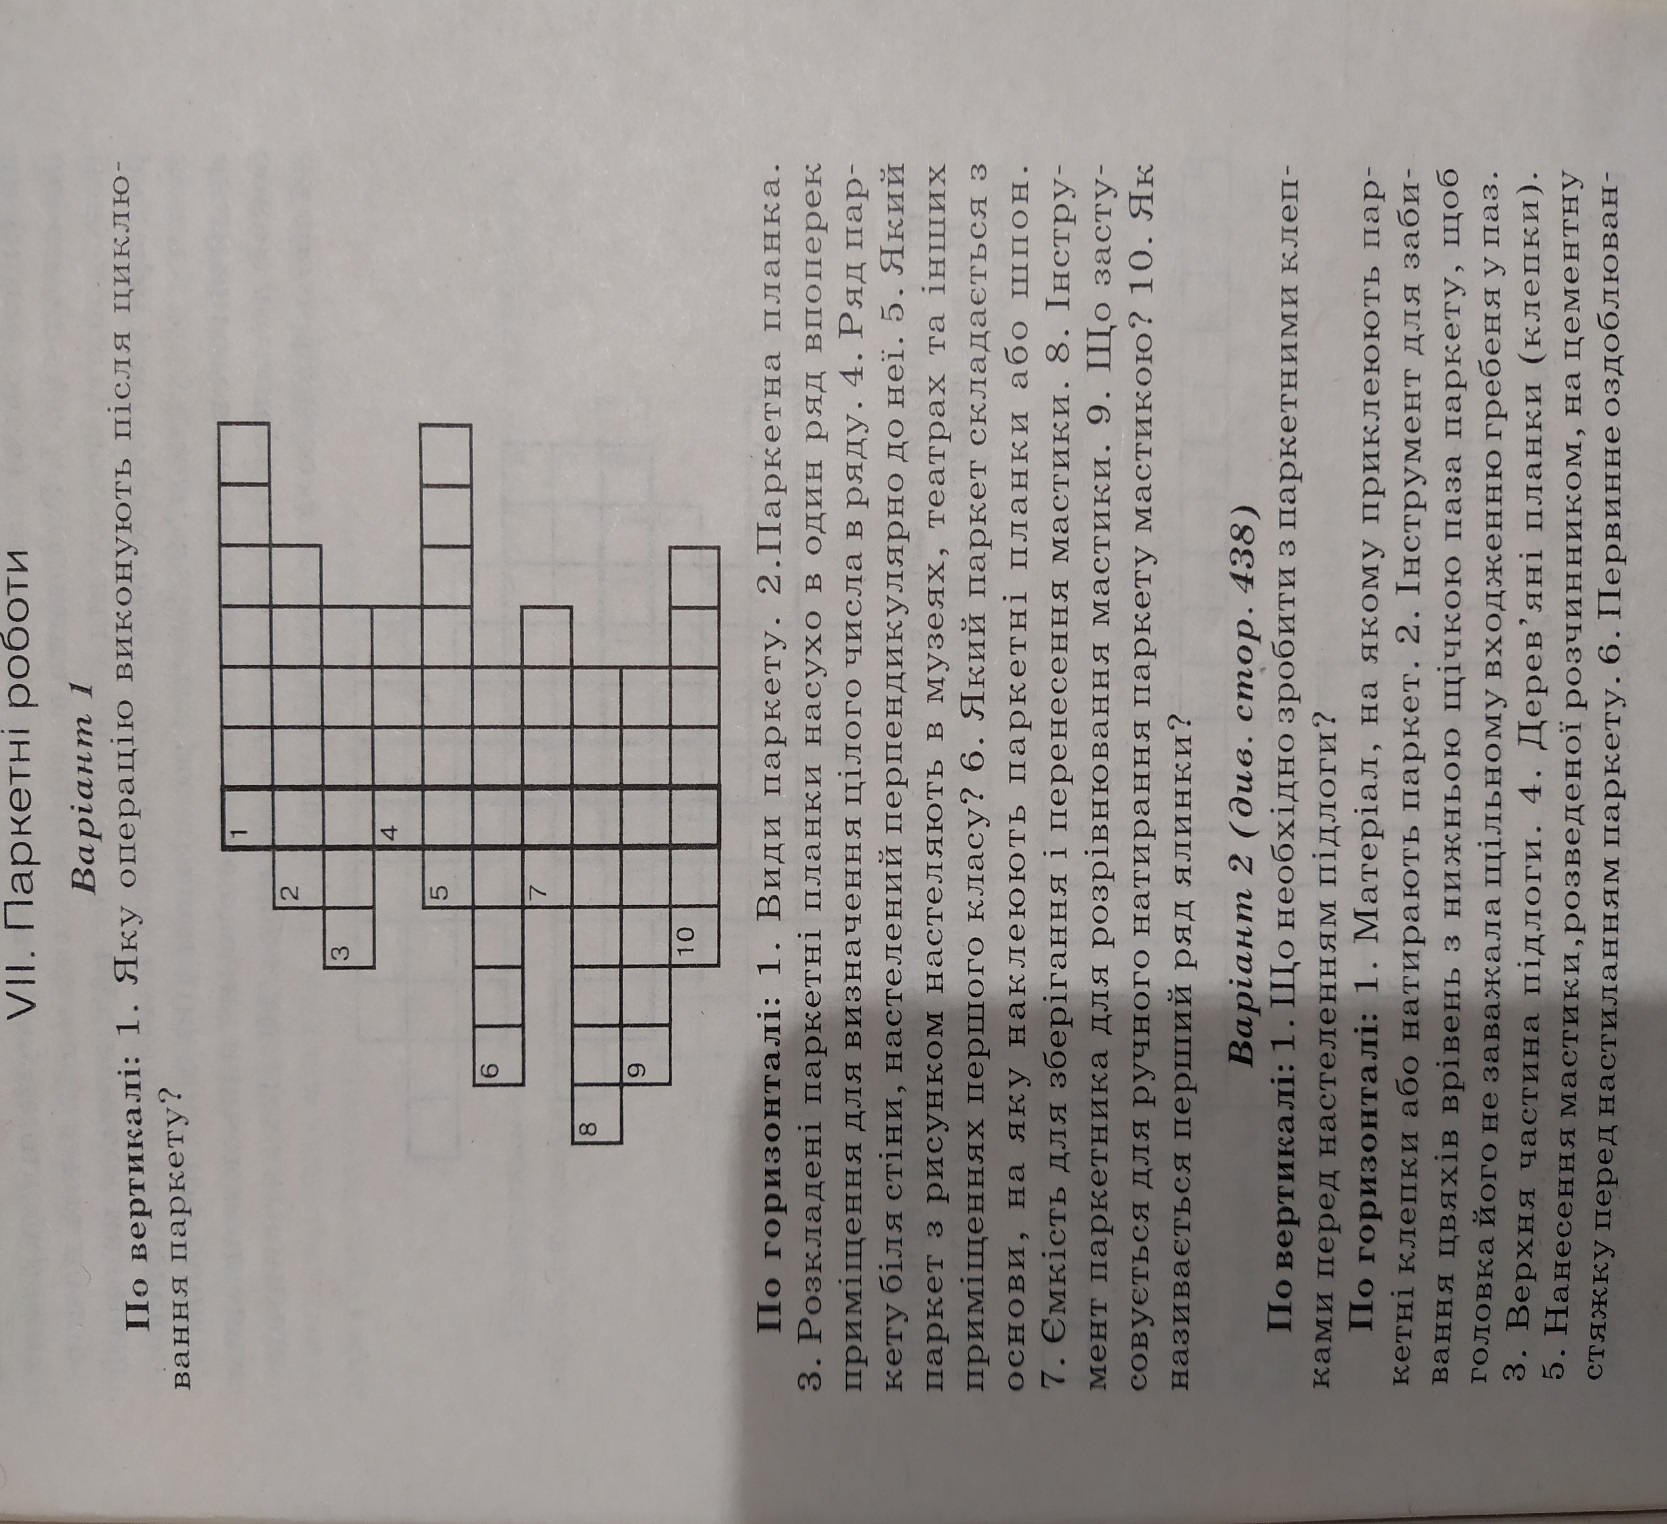 VII. Паркетні роботи
Варіант 1
По вертикалі: 1. Яку операцію виконують після циклю-
вання паркету?
1
2
3
4
5
6
7
8
9
10
По горизонталі: 1. Види паркету. 2.Паркетна планка.
3. Розкладені паркетні планки насухо в один ряд впоперек
приміщення для визначення цілого числа в ряду. 4. Ряд пар-
кету біля стіни, настелений перпендикулярно до неї. 5. Який
паркет з рисунком настеляють в музеях, театрах та інших
приміщеннях першого класу? 6. Який паркет складається з
основи, на яку наклеюють паркетні планки або шпон.
7. Ємкість для зберігання і перенесення мастики. 8. Інстру-
мент паркетника для розрівнювання мастики. 9. Що засту-
совується для ручного натирання паркету мастикою? 10. Як
називається перший ряд ялинки?
Варіант 2 (див. стор. 438)
По вертикалі: 1. Що необхідно зробити з паркетними клеп-
ками перед настеленням підлоги?
По горизонталі: 1. Матеріал, на якому приклеюють пар-
кетні клепки або натирають паркет. 2. Інструмент для заби-
вання цвяхів врівень з нижньою щічкою паза паркету, щоб
головка його не заважала щільному входженню гребеня у паз.
3. Верхня частина підлоги. 4. Дерев’яні планки (клепки).
5. Нанесення мастики, розведеної розчинником, на цементну
стяжку перед настиланням паркету. 6. Первинне оздоблюван-